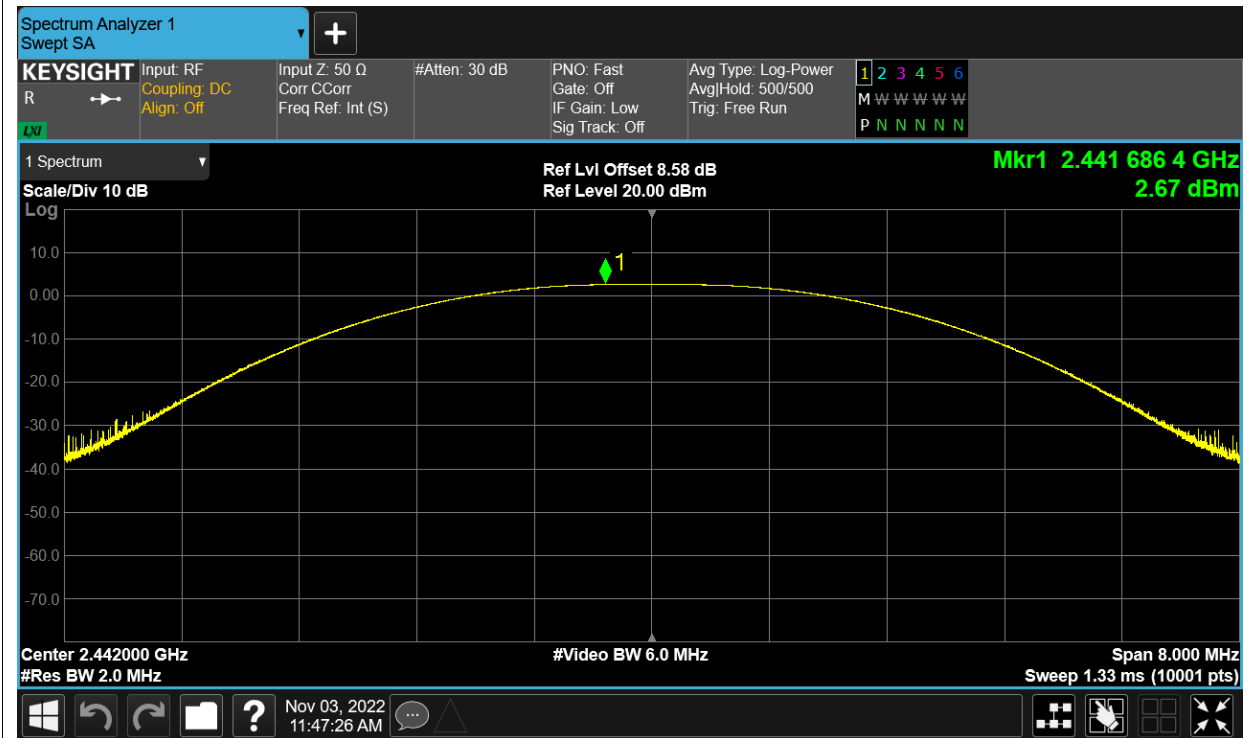 Spectrum Analyzer 1
Swept SA
KEYSIGHT
R
LXI
Input: RF
Coupling: DC
Align: Off
Input Z: 50 Ω
Corr CCorr
Freq Ref: Int (S)
#Atten: 30 dB
PNO: Fast
Gate: Off
IF Gain: Low
Sig Track: Off
Avg Type: Log-Power
Avg|Hold: 500/500
Trig: Free Run
1 2 3 4 5 6
M W W W W W
P N N N N N
1 Spectrum
Scale/Div 10 dB
Log
Ref Lvl Offset 8.58 dB
Ref Level 20.00 dBm
Mkr1 2.441 686 4 GHz
2.67 dBm
1
10.0
0.00
-10.0
-20.0
-30.0
-40.0
-50.0
-60.0
-70.0
Center 2.442000 GHz
#Res BW 2.0 MHz
#Video BW 6.0 MHz
Span 8.000 MHz
Sweep 1.33 ms (10001 pts)
?
Nov 03, 2022
11:47:26 AM